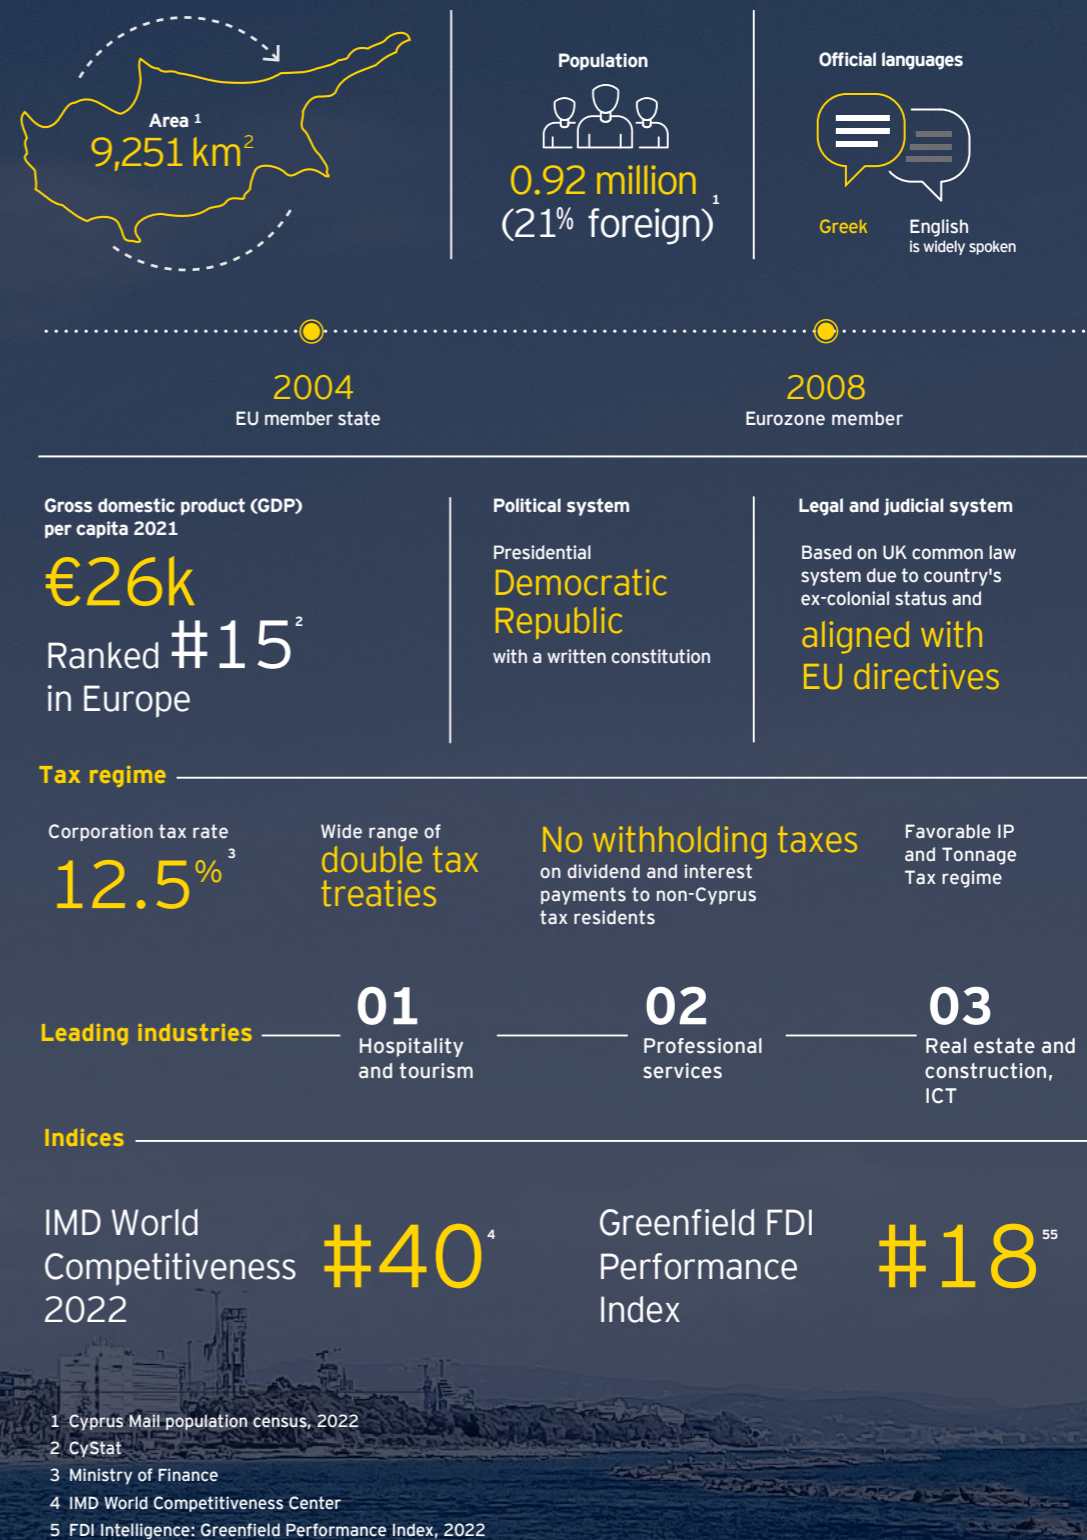 Area 1
9,251 km2
Population
0.92 million
(21% foreign)1
Official languages
Greek
English
is widely spoken
2004
EU member state
2008
Eurozone member
Gross domestic product (GDP)
per capita 2021
€26k
Ranked #15 2
in Europe
Political system
Presidential
Democratic
Republic
with a written constitution
Legal and judicial system
Based on UK common law
system due to country's
ex-colonial status and
aligned with
EU directives
Tax regime
Corporation tax rate
12.5% 3
Wide range of
double tax
treaties
No withholding taxes
on dividend and interest
payments to non-Cyprus
tax residents
Favorable IP
and Tonnage
Tax regime
Leading industries
01
Hospitality
and tourism
02
Professional
services
03
Real estate and
construction,
ICT
Indices
IMD World
Competitiveness
2022
#40 4
Greenfield FDI
Performance
Index
#18 55
1 Cyprus Mail population census, 2022
2 CyStat
3 Ministry of Finance
4 IMD World Competitiveness Center
5 FDI Intelligence: Greenfield Performance Index, 2022